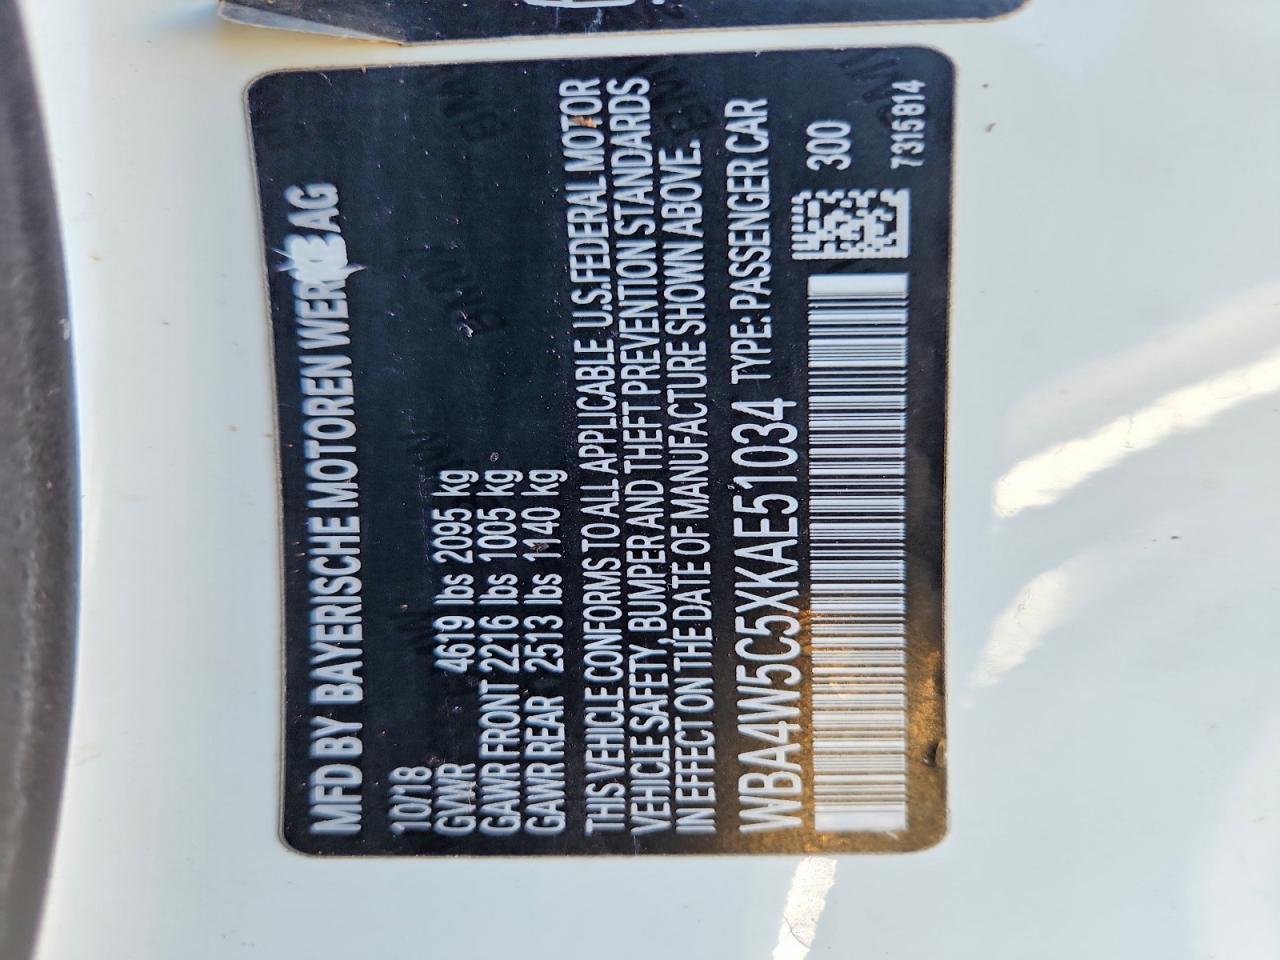 MFD BY BAYERISCHE MOTOREN WERKE AG
10/18
GVWR 4619 lbs 2095 kg
GAWR FRONT 2216 lbs 1005 kg
GAWR REAR 2513 lbs 1140 kg
THIS VEHICLE CONFORMS TO ALL APPLICABLE U.S. FEDERAL MOTOR
VEHICLE SAFETY, BUMPER AND THEFT PREVENTION STANDARDS
IN EFFECT ON THE DATE OF MANUFACTURE SHOWN ABOVE.
WBA4W5C5XKAE51034 TYPE: PASSENGER CAR
300
7315814